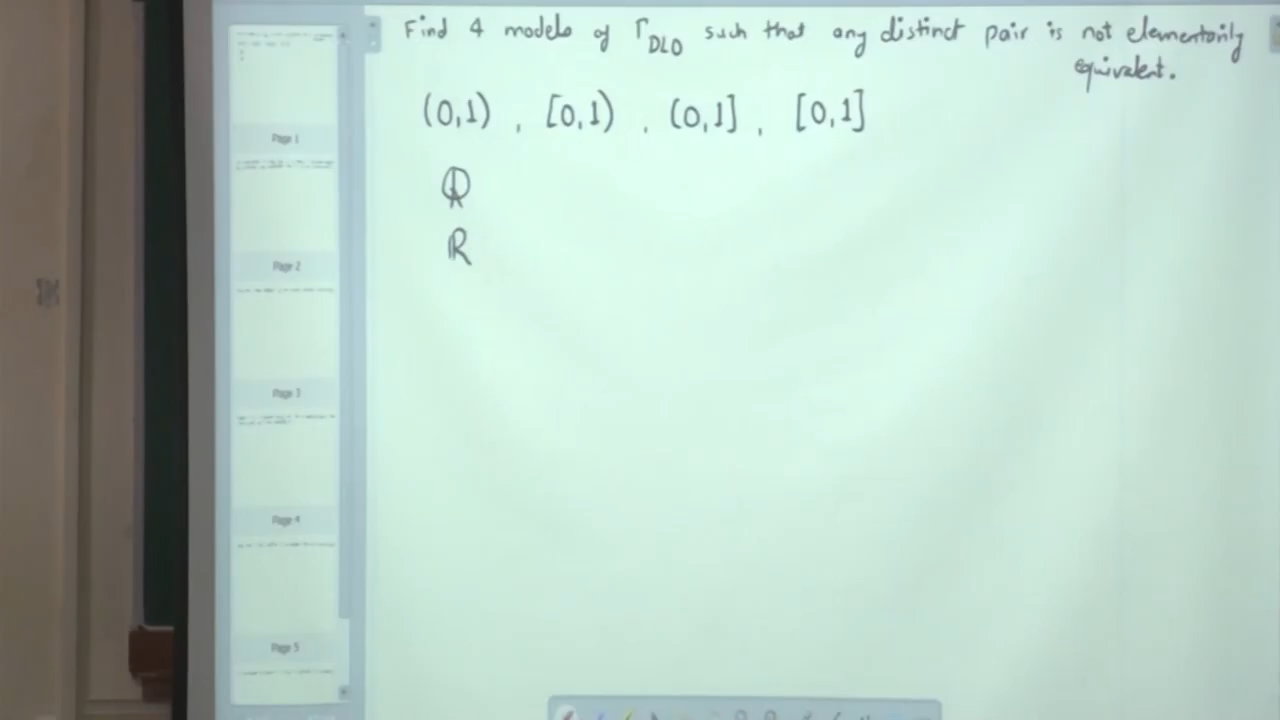 Find 4 models of Γ_DLO such that any distinct pair is not elementarily
equivalent.
(0,1) , [0,1) , (0,1] , [0,1]
ℚ
ℝ
Page 1
Page 2
Page 3
Page 4
Page 5